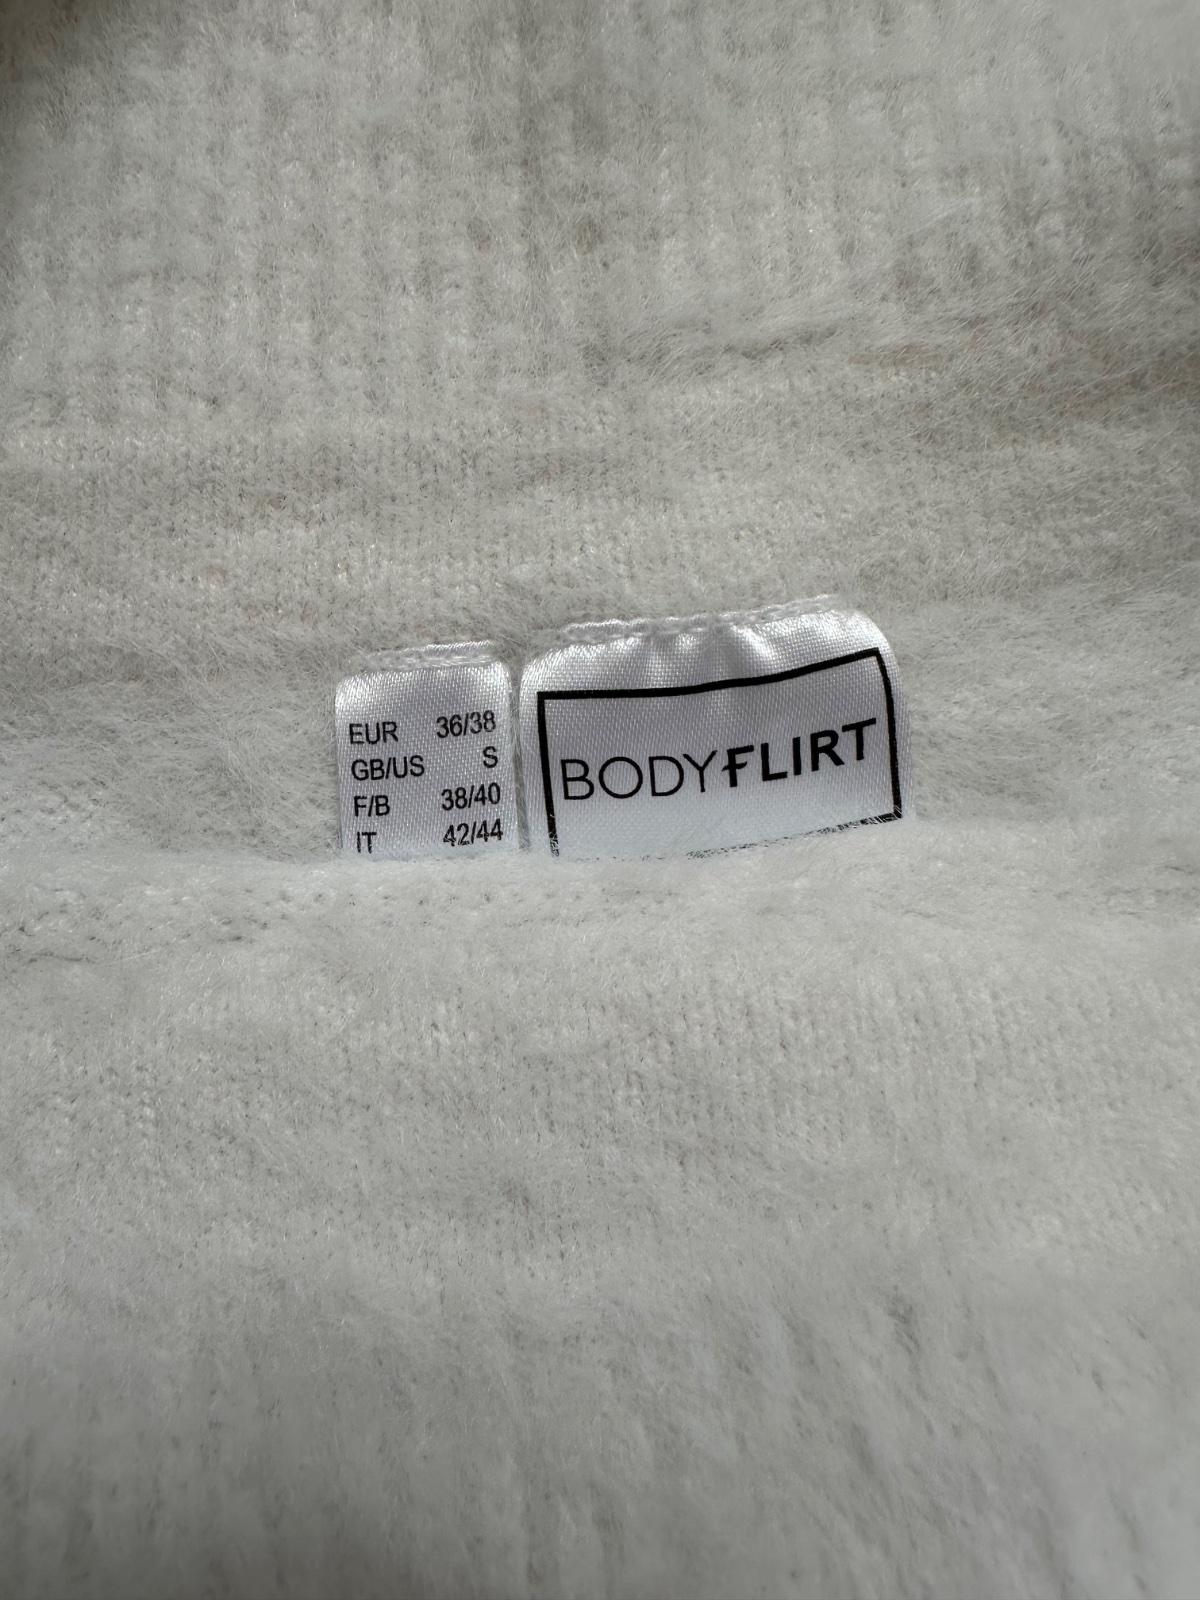 EUR 36/38
GB/US S
F/B 38/40
IT 42/44
BODYFLIRT